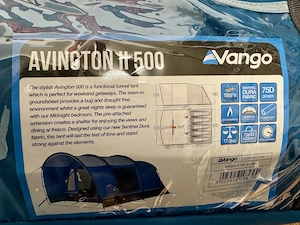 AVINGTON II 500
Vango
The stylish Avington 500 is a functional tunnel tent
which is perfect for weekend getaways. The sewn-in
groundsheet provides a bug and draught free
environment whilst a great nights sleep is guaranteed
with our Midnight bedroom. The pre-attached
extension creates a shelter for enjoying the views and
dining al fresco. Designed using our new Sentinel Dura
fabric, this tent will last the test of time and stand
strong against the elements.
DURA
FABRIC
75D